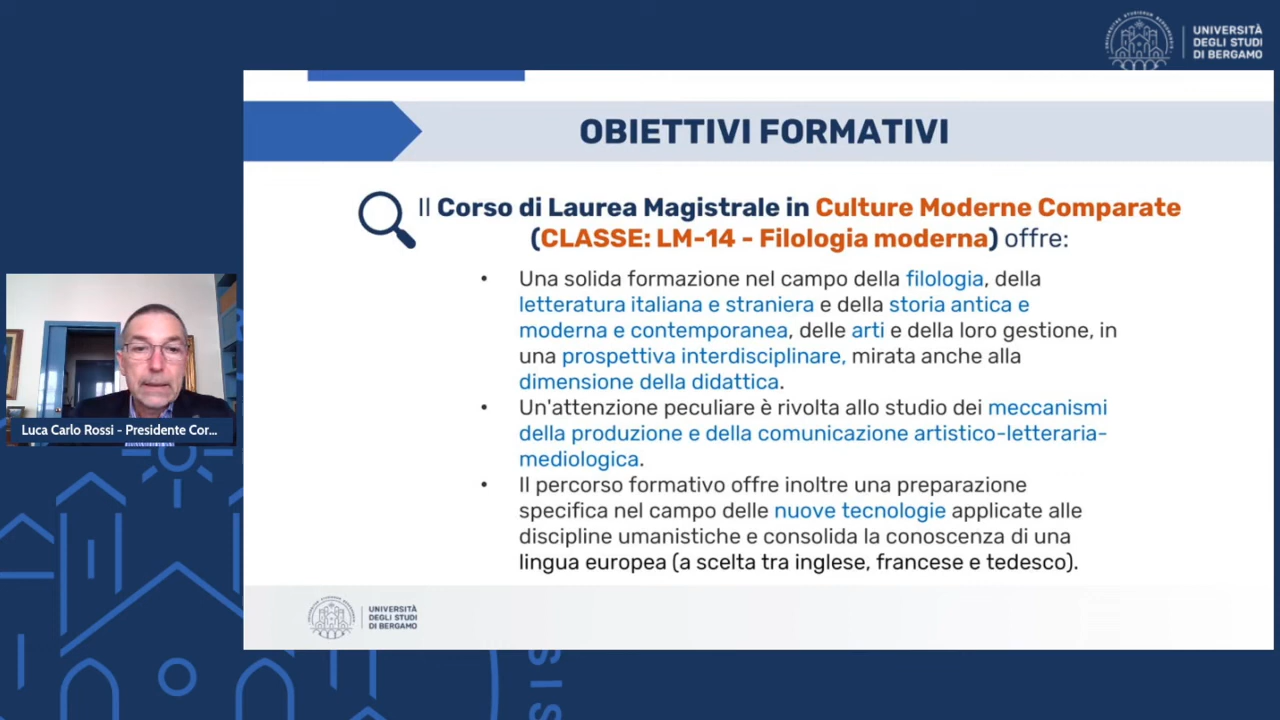 UNIVERSITÀ
DEGLI STUDI
DI BERGAMO
OBIETTIVI FORMATIVI
Il Corso di Laurea Magistrale in Culture Moderne Comparate
(CLASSE: LM-14 - Filologia moderna) offre:
• Una solida formazione nel campo della filologia, della
letteratura italiana e straniera e della storia antica e
moderna e contemporanea, delle arti e della loro gestione, in
una prospettiva interdisciplinare, mirata anche alla
dimensione della didattica.
• Un'attenzione peculiare è rivolta allo studio dei meccanismi
della produzione e della comunicazione artistico-letteraria-
mediologica.
• Il percorso formativo offre inoltre una preparazione
specifica nel campo delle nuove tecnologie applicate alle
discipline umanistiche e consolida la conoscenza di una
lingua europea (a scelta tra inglese, francese e tedesco).
Luca Carlo Rossi - Presidente Cor...
UNIVERSITÀ
DEGLI STUDI
DI BERGAMO